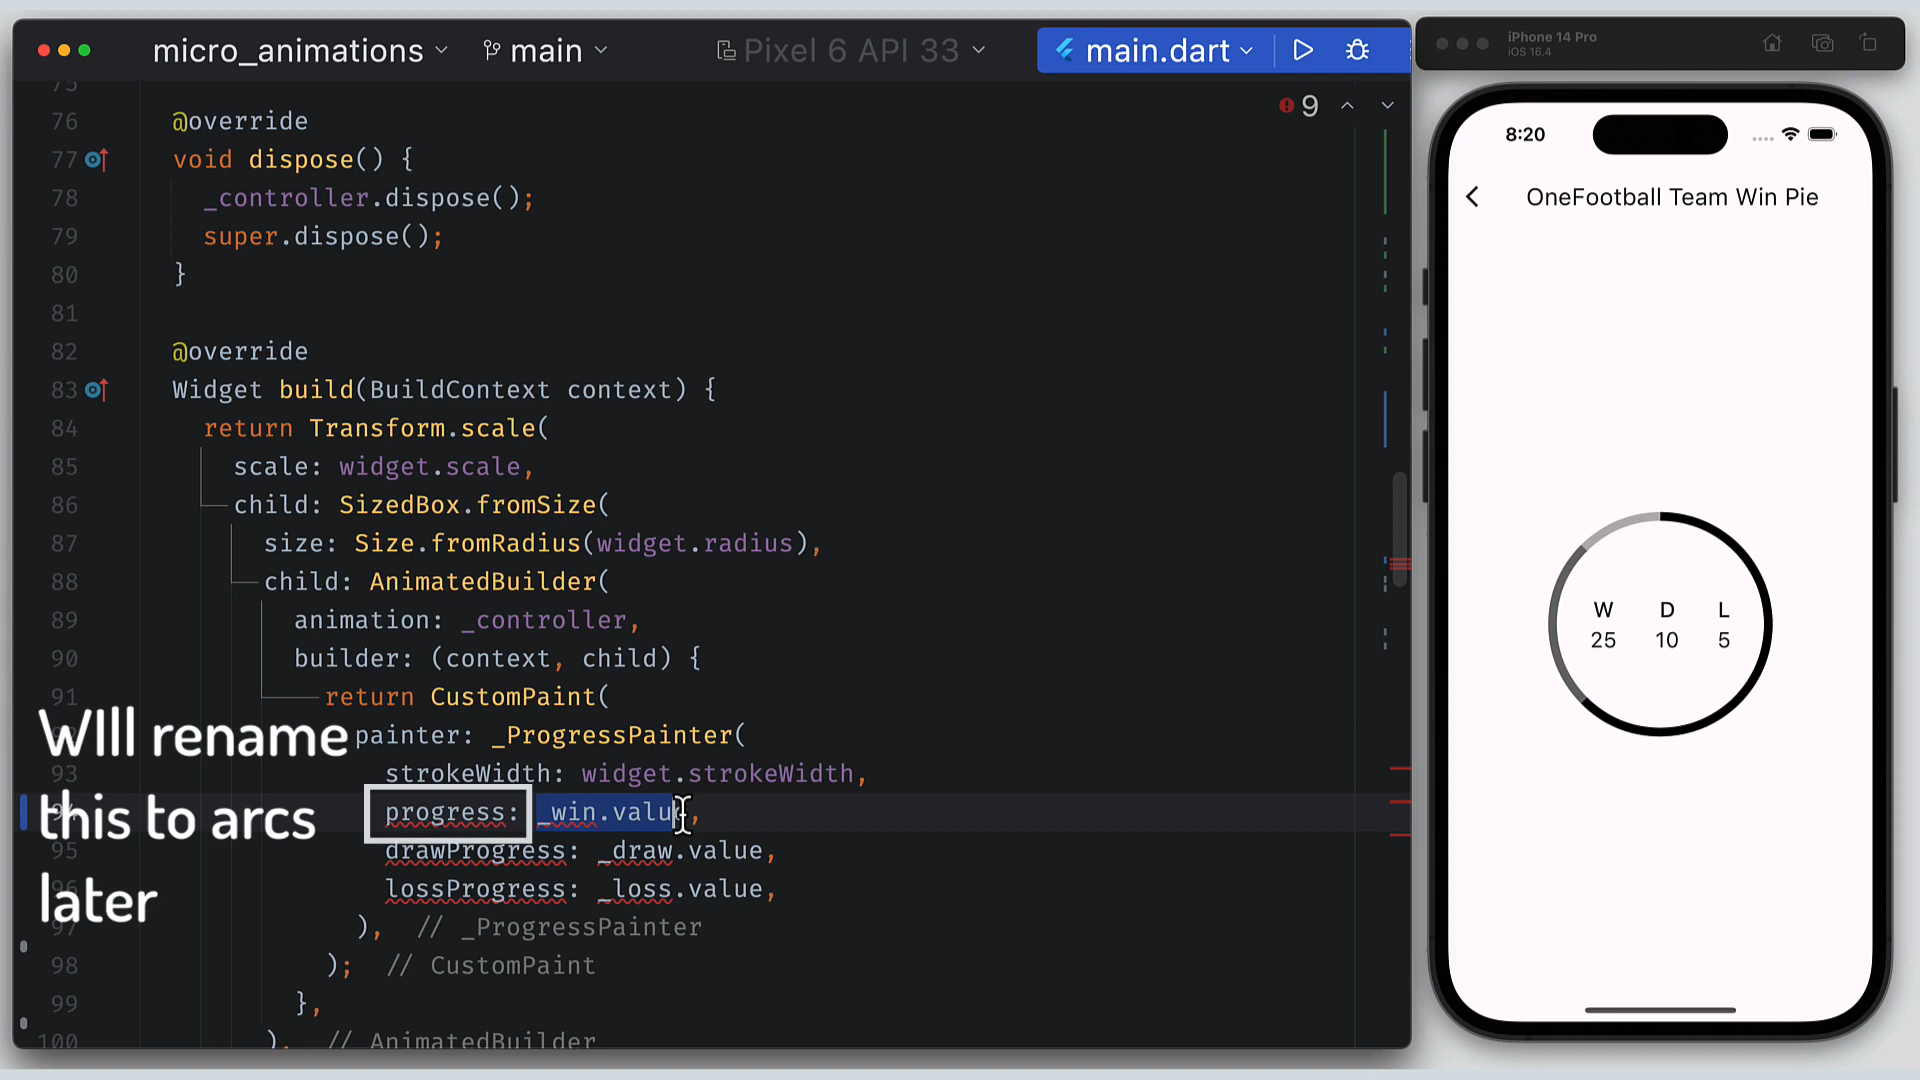 micro_animations
main
Pixel 6 API 33
main.dart
iPhone 14 Pro
iOS 16.4
9
75
76 @override
77 void dispose() {
78 _controller.dispose();
79 super.dispose();
80 }
81
82 @override
83 Widget build(BuildContext context) {
84 return Transform.scale(
85 scale: widget.scale,
86 child: SizedBox.fromSize(
87 size: Size.fromRadius(widget.radius),
88 child: AnimatedBuilder(
89 animation: _controller,
90 builder: (context, child) {
91 return CustomPaint(
painter: _ProgressPainter(
93 strokeWidth: widget.strokeWidth,
94 progress: _win.value,
95 drawProgress: _draw.value,
96 lossProgress: _loss.value,
97 ), // _ProgressPainter
98 ); // CustomPaint
99 },
100 ), // AnimatedBuilder
WIll rename
this to arcs
later
8:20
OneFootball Team Win Pie
W D L
25 10 5